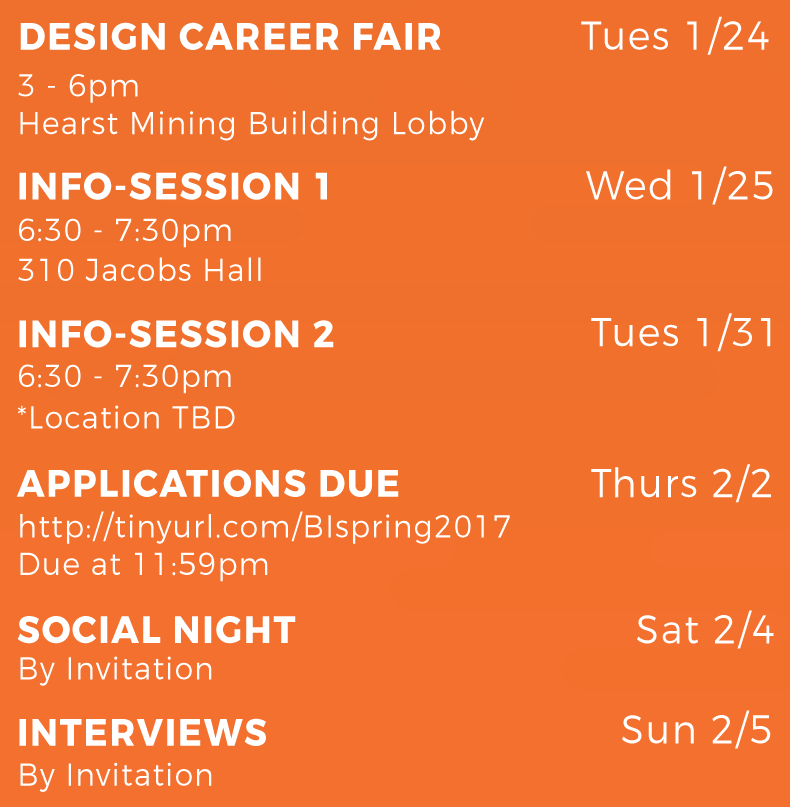 DESIGN CAREER FAIR Tues 1/24
3 - 6pm
Hearst Mining Building Lobby
INFO-SESSION 1 Wed 1/25
6:30 - 7:30pm
310 Jacobs Hall
INFO-SESSION 2 Tues 1/31
6:30 - 7:30pm
*Location TBD
APPLICATIONS DUE Thurs 2/2
http://tinyurl.com/BIspring2017
Due at 11:59pm
SOCIAL NIGHT Sat 2/4
By Invitation
INTERVIEWS Sun 2/5
By Invitation